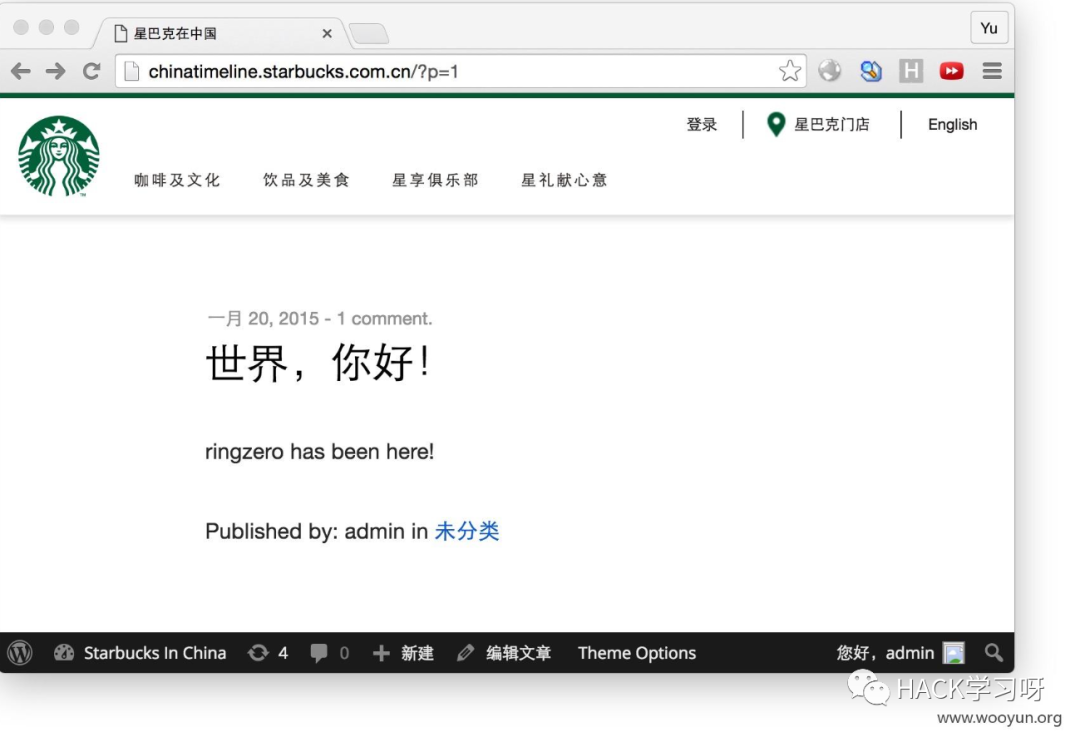 星巴克在中国
Yu
chinatimeline.starbucks.com.cn/?p=1
H
登录 星巴克门店 English
咖啡及文化 饮品及美食 星享俱乐部 星礼献心意
一月 20, 2015 - 1 comment.
世界，你好！
ringzero has been here!
Published by: admin in 未分类
Starbucks In China 4 0 新建 编辑文章 Theme Options 您好，admin
HACK学习呀
www.wooyun.org